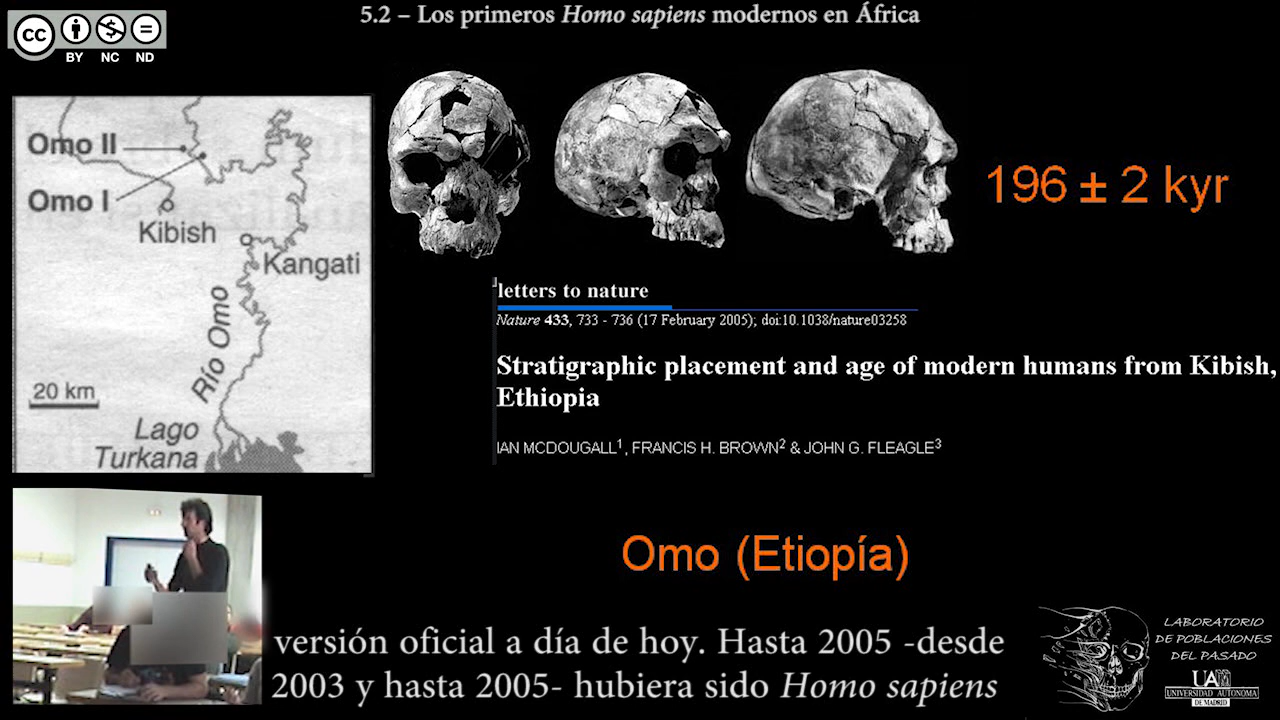 5.2 – Los primeros Homo sapiens modernos en África
CC
BY NC ND
Omo II
Omo I
Kibish
Kangati
Río Omo
20 km
Lago
Turkana
196 ± 2 kyr
letters to nature
Nature 433, 733 - 736 (17 February 2005); doi:10.1038/nature03258
Stratigraphic placement and age of modern humans from Kibish,
Ethiopia
IAN MCDOUGALL1, FRANCIS H. BROWN2 & JOHN G. FLEAGLE3
Omo (Etiopía)
versión oficial a día de hoy. Hasta 2005 -desde
2003 y hasta 2005- hubiera sido Homo sapiens
LABORATORIO
DE POBLACIONES
DEL PASADO
UAM
UNIVERSIDAD AUTONOMA
DE MADRID